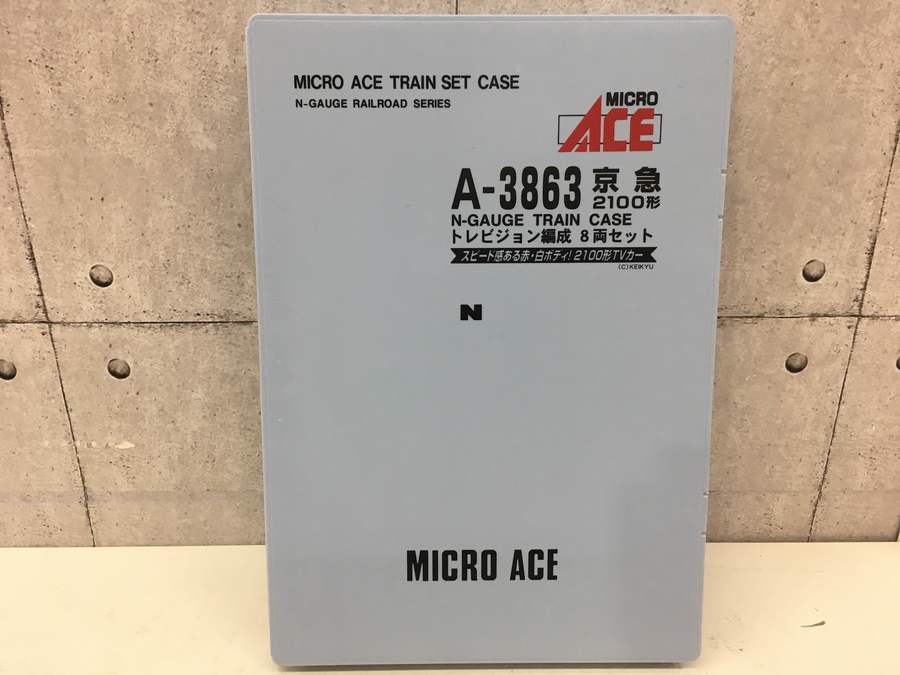 MICRO ACE TRAIN SET CASE
N-GAUGE RAILROAD SERIES
MICRO
ACE
A-3863 京急
2100形
N-GAUGE TRAIN CASE
トレビジョン編成 8両セット
スピード感ある赤・白ボディ!2100形TVカー
(C)KEIKYU
N
MICRO ACE